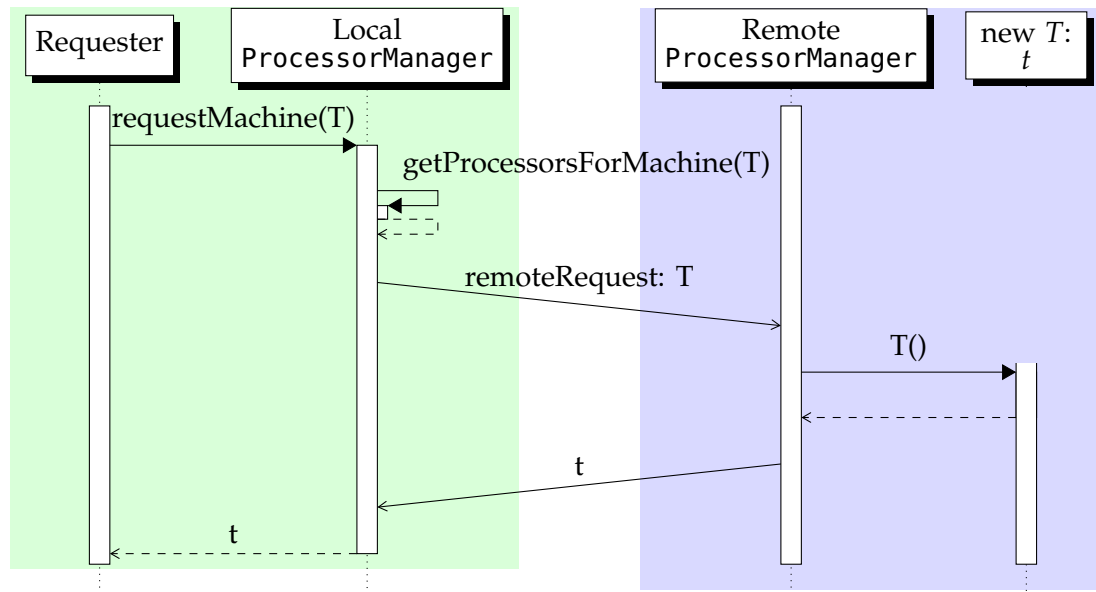 Requester
Local
ProcessorManager
Remote
ProcessorManager
new T:
t
requestMachine(T)
getProcessorsForMachine(T)
remoteRequest: T
T()
t
t